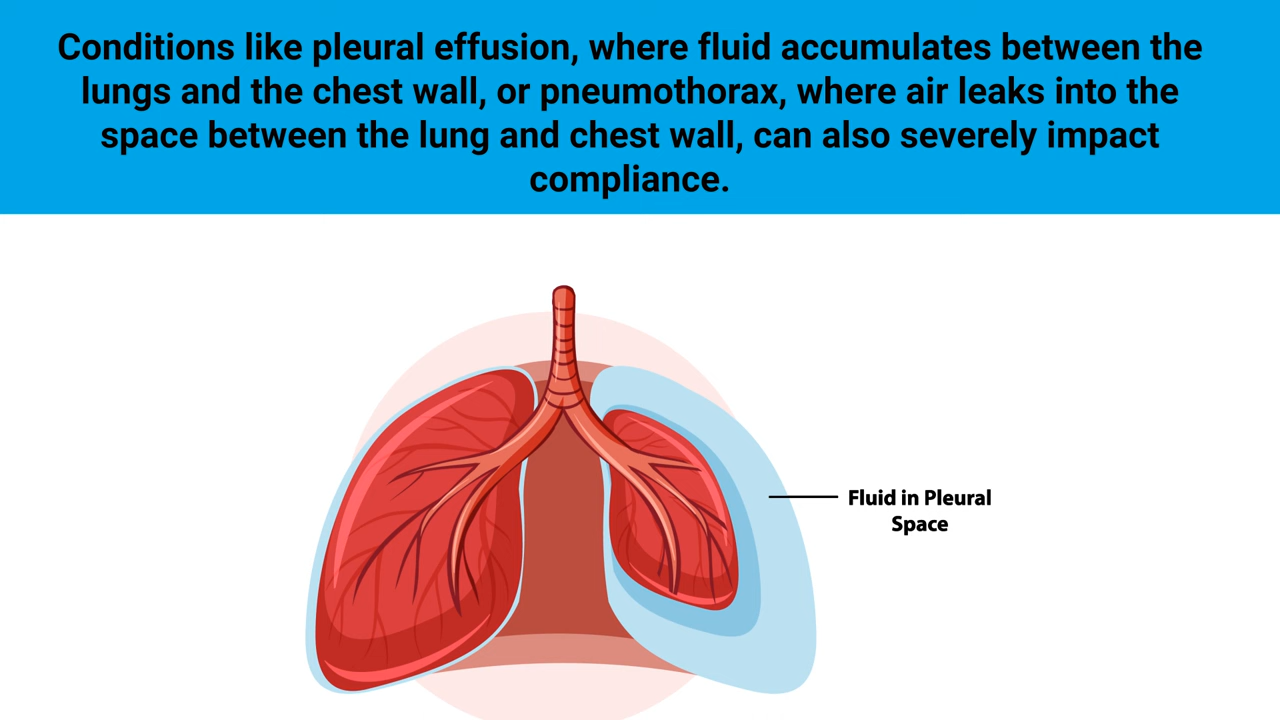 Conditions like pleural effusion, where fluid accumulates between the
lungs and the chest wall, or pneumothorax, where air leaks into the
space between the lung and chest wall, can also severely impact
compliance.
Fluid in Pleural
Space